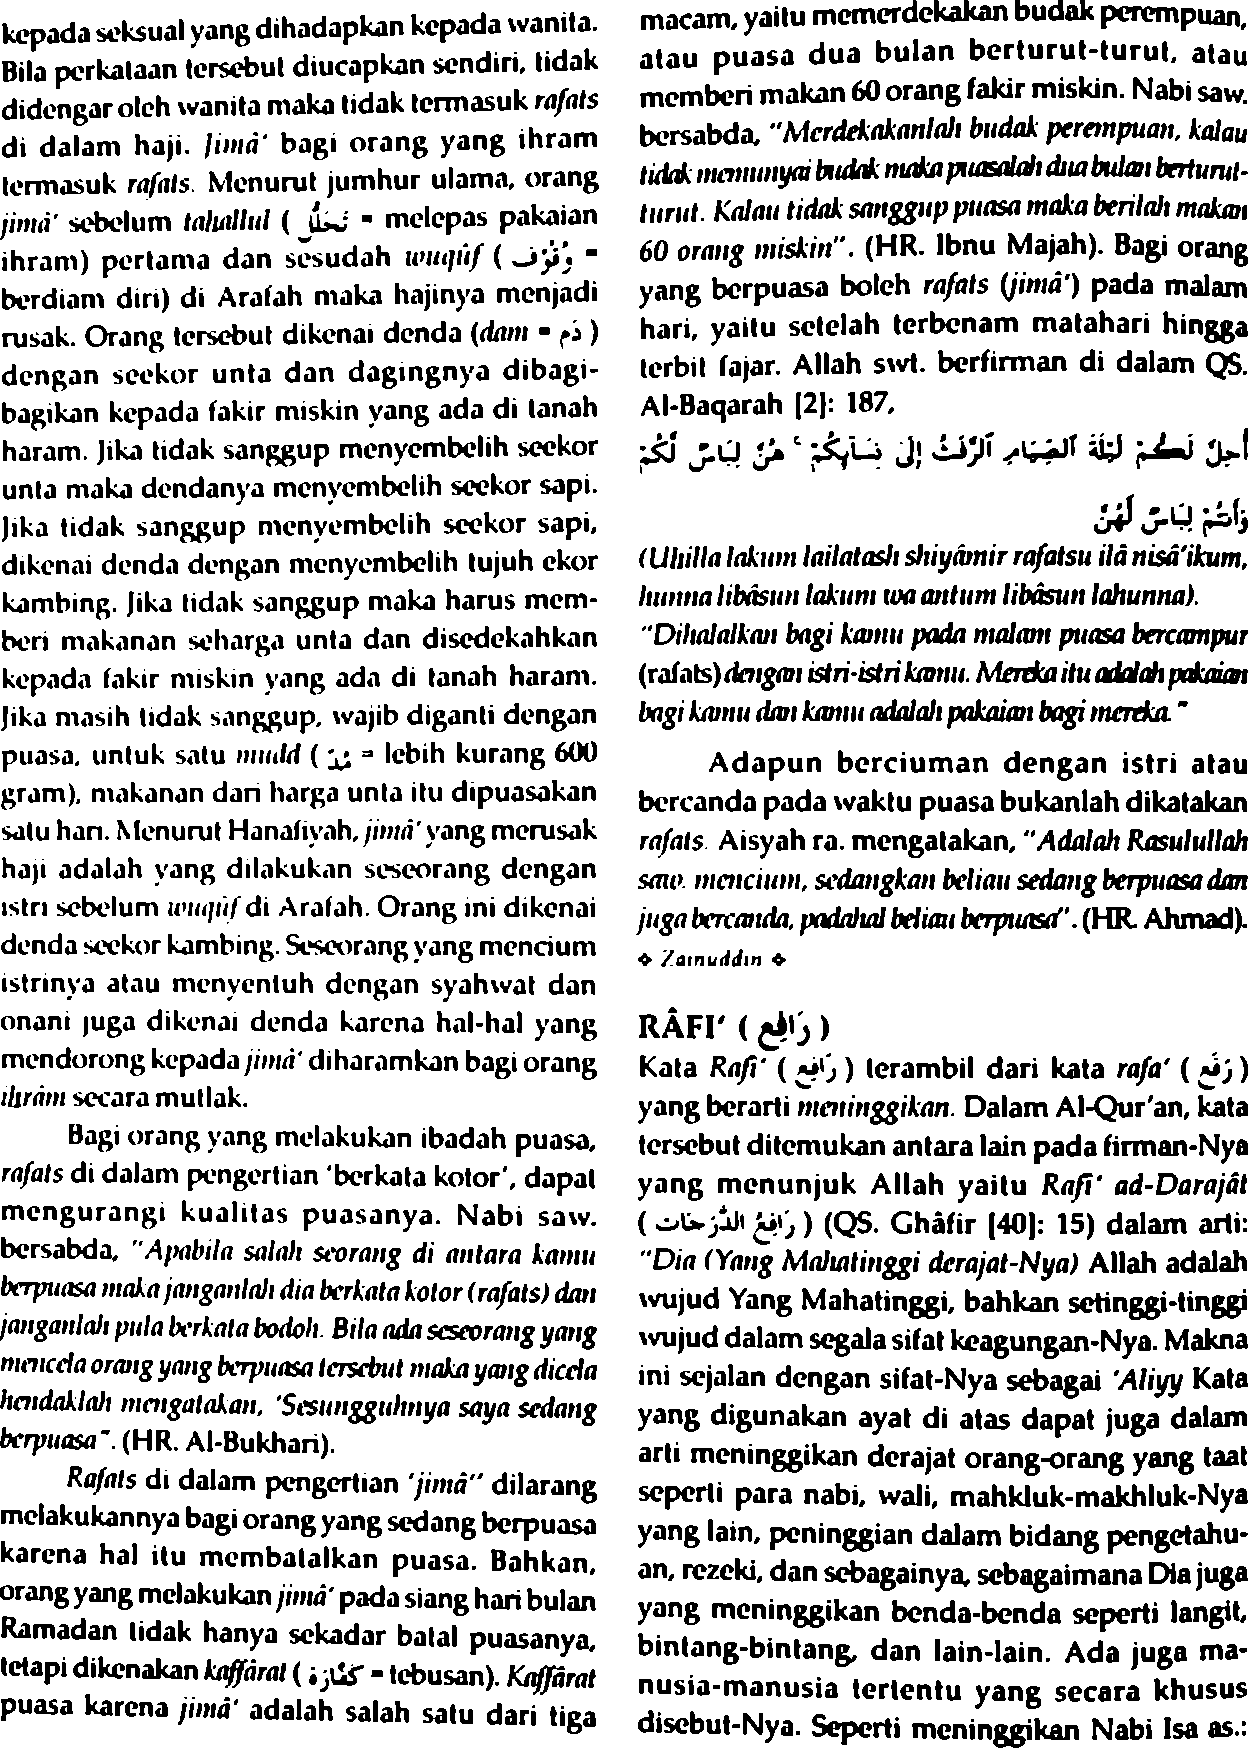 kepada seksual yang dihadapkan kepada wanita.
Bila perkataan tersebut diucapkan sendiri, tidak
didengar oleh wanita maka tidak termasuk rafats
di dalam haji. Jimâ‘ bagi orang yang ihram
termasuk rafats. Menurut jumhur ulama, orang
jimâ‘ sebelum tahallul ( تَحَلُّل = melepas pakaian
ihram) pertama dan sesudah wuqûf ( وُقُوْف =
berdiam diri) di Arafah maka hajinya menjadi
rusak. Orang tersebut dikenai denda (dam = دَم )
dengan seekor unta dan dagingnya dibagi-
bagikan kepada fakir miskin yang ada di tanah
haram. Jika tidak sanggup menyembelih seekor
unta maka dendanya menyembelih seekor sapi.
Jika tidak sanggup menyembelih seekor sapi,
dikenai denda dengan menyembelih tujuh ekor
kambing. Jika tidak sanggup maka harus mem-
beri makanan seharga unta dan disedekahkan
kepada fakir miskin yang ada di tanah haram.
Jika masih tidak sanggup, wajib diganti dengan
puasa, untuk satu mudd ( مُدّ = lebih kurang 600
gram), makanan dari harga unta itu dipuasakan
satu hari. Menurut Hanafiyah, jimâ‘ yang merusak
haji adalah yang dilakukan seseorang dengan
istri sebelum wuqûf di Arafah. Orang ini dikenai
denda seekor kambing. Seseorang yang mencium
istrinya atau menyentuh dengan syahwat dan
onani juga dikenai denda karena hal-hal yang
mendorong kepada jimâ‘ diharamkan bagi orang
ihrâm secara mutlak.
Bagi orang yang melakukan ibadah puasa,
rafats di dalam pengertian ‘berkata kotor’, dapat
mengurangi kualitas puasanya. Nabi saw.
bersabda, "Apabila salah seorang di antara kamu
berpuasa maka janganlah dia berkata kotor (rafats) dan
janganlah pula berkata bodoh. Bila ada seseorang yang
mencela orang yang berpuasa tersebut maka yang dicela
hendaklah mengatakan, ‘Sesungguhnya saya sedang
berpuasa". (HR. Al-Bukhari).
Rafats di dalam pengertian ‘jimâ‘’ dilarang
melakukannya bagi orang yang sedang berpuasa
karena hal itu membatalkan puasa. Bahkan,
orang yang melakukan jimâ‘ pada siang hari bulan
Ramadan tidak hanya sekadar batal puasanya,
tetapi dikenakan kaffârat ( كَفَّارَة = tebusan). Kaffârat
puasa karena jimâ‘ adalah salah satu dari tiga
macam, yaitu memerdekakan budak perempuan,
atau puasa dua bulan berturut-turut, atau
memberi makan 60 orang fakir miskin. Nabi saw.
bersabda, "Merdekakanlah budak perempuan, kalau
tidak mempunyai budak maka puasalah dua bulan berturut-
turut. Kalau tidak sanggup puasa maka berilah makan
60 orang miskin". (HR. Ibnu Majah). Bagi orang
yang berpuasa boleh rafats (jimâ‘) pada malam
hari, yaitu setelah terbenam matahari hingga
terbit fajar. Allah swt. berfirman di dalam QS.
Al-Baqarah [2]: 187,
أُحِلَّ لَكُمْ لَيْلَةَ ٱلصِّيَامِ ٱلرَّفَثُ إِلَىٰ نِسَآئِكُمْ ۚ هُنَّ لِبَاسٌ لَّكُمْ
وَأَنتُمْ لِبَاسٌ لَّهُنَّ
(Uhilla lakum lailatash shiyâmir rafatsu ilâ nisâ’ikum,
hunna libâsun lakum wa antum libâsun lahunna).
"Dihalalkan bagi kamu pada malam puasa bercampur
(rafats) dengan istri-istri kamu. Mereka itu adalah pakaian
bagi kamu dan kamu adalah pakaian bagi mereka."
Adapun berciuman dengan istri atau
bercanda pada waktu puasa bukanlah dikatakan
rafats. Aisyah ra. mengatakan, "Adalah Rasulullah
saw. mencium, sedangkan beliau sedang berpuasa dan
juga bercanda, padahal beliau berpuasa". (HR. Ahmad).
❖ Zainuddin ❖
RÂFI‘ ( رَافِع )
Kata Rafi‘ ( رَافِع ) terambil dari kata rafa‘ ( رَفَع )
yang berarti meninggikan. Dalam Al-Qur’an, kata
tersebut ditemukan antara lain pada firman-Nya
yang menunjuk Allah yaitu Rafi‘ ad-Darajât
( رَافِعُ الدَّرَجَات ) (QS. Ghâfir [40]: 15) dalam arti:
"Dia (Yang Mahatinggi derajat-Nya) Allah adalah
wujud Yang Mahatinggi, bahkan setinggi-tinggi
wujud dalam segala sifat keagungan-Nya. Makna
ini sejalan dengan sifat-Nya sebagai ‘Aliyy Kata
yang digunakan ayat di atas dapat juga dalam
arti meninggikan derajat orang-orang yang taat
seperti para nabi, wali, mahkluk-makhluk-Nya
yang lain, peninggian dalam bidang pengetahu-
an, rezeki, dan sebagainya, sebagaimana Dia juga
yang meninggikan benda-benda seperti langit,
bintang-bintang, dan lain-lain. Ada juga ma-
nusia-manusia tertentu yang secara khusus
disebut-Nya. Seperti meninggikan Nabi Isa as.: